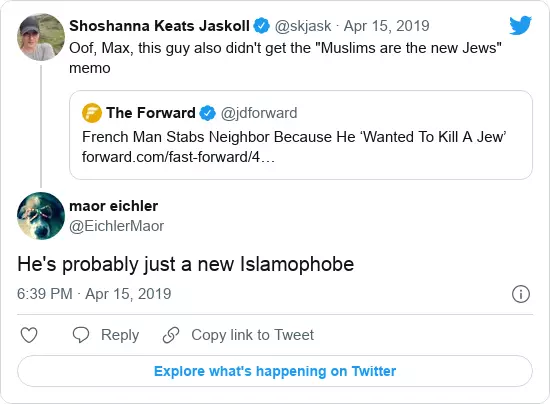 Shoshanna Keats Jaskoll @skjask · Apr 15, 2019
Oof, Max, this guy also didn't get the "Muslims are the new Jews"
memo
The Forward @jdforward
French Man Stabs Neighbor Because He ‘Wanted To Kill A Jew’
forward.com/fast-forward/4…
maor eichler
@EichlerMaor
He's probably just a new Islamophobe
6:39 PM · Apr 15, 2019
Reply Copy link to Tweet
Explore what's happening on Twitter